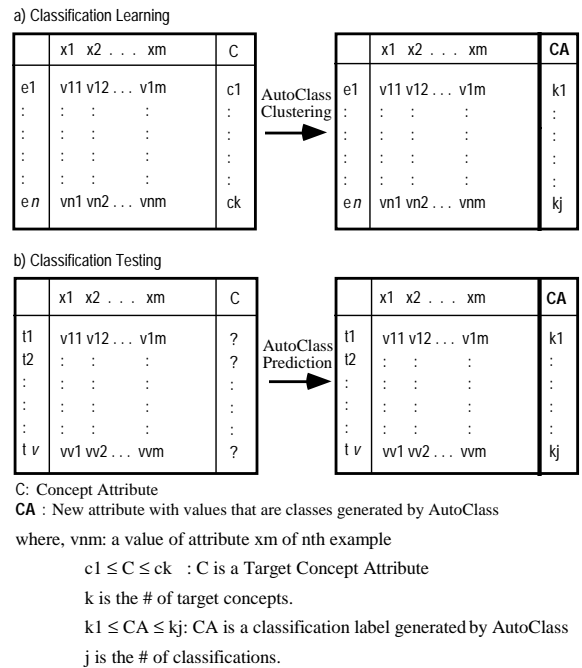 a) Classification Learning
x1 x2 . . . xm C
e1 v11 v12 . . . v1m c1
: : : : :
: : : : :
: : : : :
: : : : :
en vn1 vn2 . . . vnm ck
AutoClass
Clustering
x1 x2 . . . xm CA
e1 v11 v12 . . . v1m k1
: : : : :
: : : : :
: : : : :
: : : : :
en vn1 vn2 . . . vnm kj
b) Classification Testing
x1 x2 . . . xm C
t1 v11 v12 . . . v1m ?
t2 : : : ?
: : : : :
: : : : :
: : : : :
t v vv1 vv2 . . . vvm ?
AutoClass
Prediction
x1 x2 . . . xm CA
t1 v11 v12 . . . v1m k1
t2 : : : :
: : : : :
: : : : :
: : : : :
t v vv1 vv2 . . . vvm kj
C: Concept Attribute
CA : New attribute with values that are classes generated by AutoClass
where, vnm: a value of attribute xm of nth example
c1 ≤ C ≤ ck : C is a Target Concept Attribute
k is the # of target concepts.
k1 ≤ CA ≤ kj: CA is a classification label generated by AutoClass
j is the # of classifications.